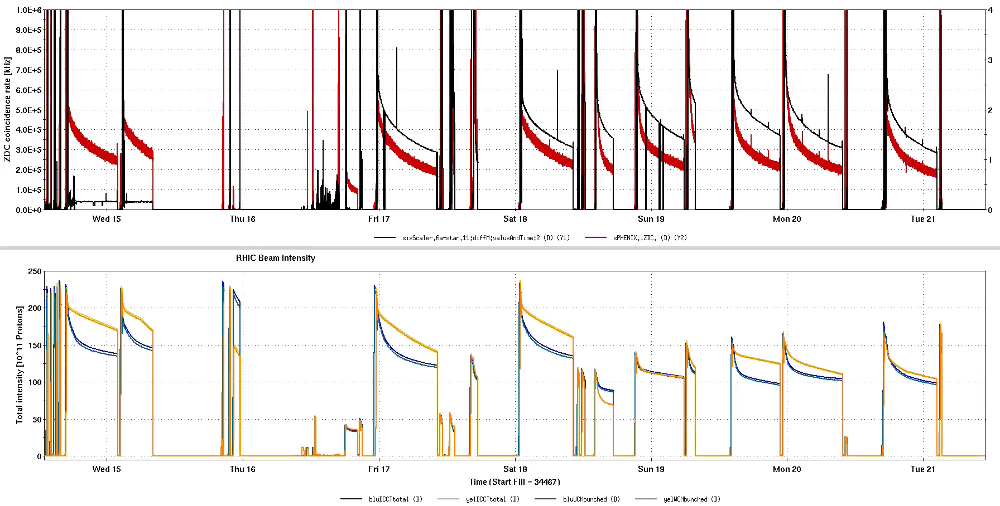 1.0E+6
9.0E+5
8.0E+5
7.0E+5
6.0E+5
5.0E+5
4.0E+5
3.0E+5
2.0E+5
1.0E+5
0.0E+0
ZDC coincidence rate [kHz]
4
3
2
1
0
Wed 15 Thu 16 Fri 17 Sat 18 Sun 19 Mon 20 Tue 21
sisScaler.6a-star.11:diffM:valueAndTime:2 (D) (Y1) sPHENIX..ZDC. (D) (Y2)
RHIC Beam Intensity
250
200
150
100
50
0
Total intensity [10^11 Protons]
Wed 15 Thu 16 Fri 17 Sat 18 Sun 19 Mon 20 Tue 21
Time (Start Fill = 34467)
bluDCCTtotal (D) yelDCCTtotal (D) bluWCMbunched (D) yelWCMbunched (D)